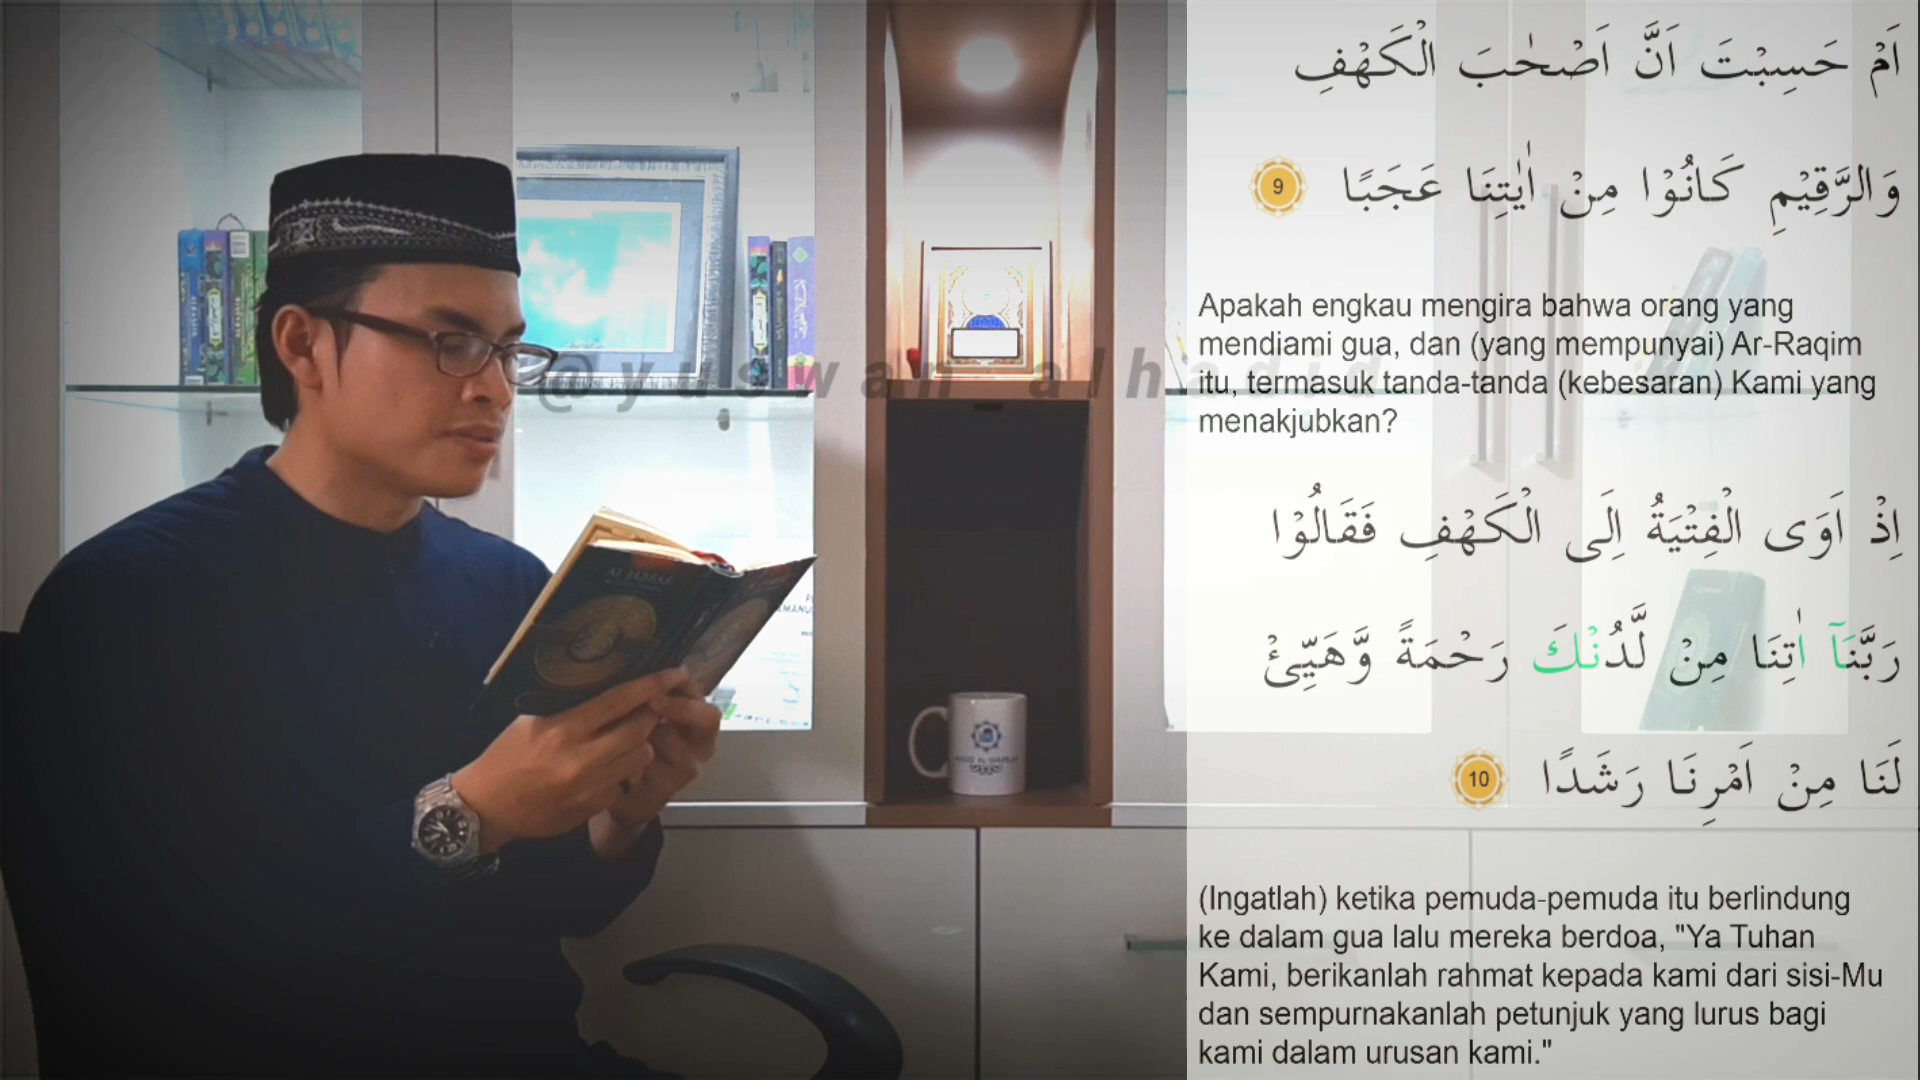 اَمْ حَسِبْتَ اَنَّ اَصْحٰبَ الْكَهْفِ
وَالرَّقِيْمِ كَانُوْا مِنْ اٰيٰتِنَا عَجَبًا 9
Apakah engkau mengira bahwa orang yang
mendiami gua, dan (yang mempunyai) Ar-Raqim
itu, termasuk tanda-tanda (kebesaran) Kami yang
menakjubkan?
اِذْ اَوَى الْفِتْيَةُ اِلَى الْكَهْفِ فَقَالُوْا
رَبَّنَآ اٰتِنَا مِنْ لَّدُنْكَ رَحْمَةً وَّهَيِّئْ
لَنَا مِنْ اَمْرِنَا رَشَدًا 10
(Ingatlah) ketika pemuda-pemuda itu berlindung
ke dalam gua lalu mereka berdoa, "Ya Tuhan
Kami, berikanlah rahmat kepada kami dari sisi-Mu
dan sempurnakanlah petunjuk yang lurus bagi
kami dalam urusan kami."
@yuswan_alhadid
AL JABBAR